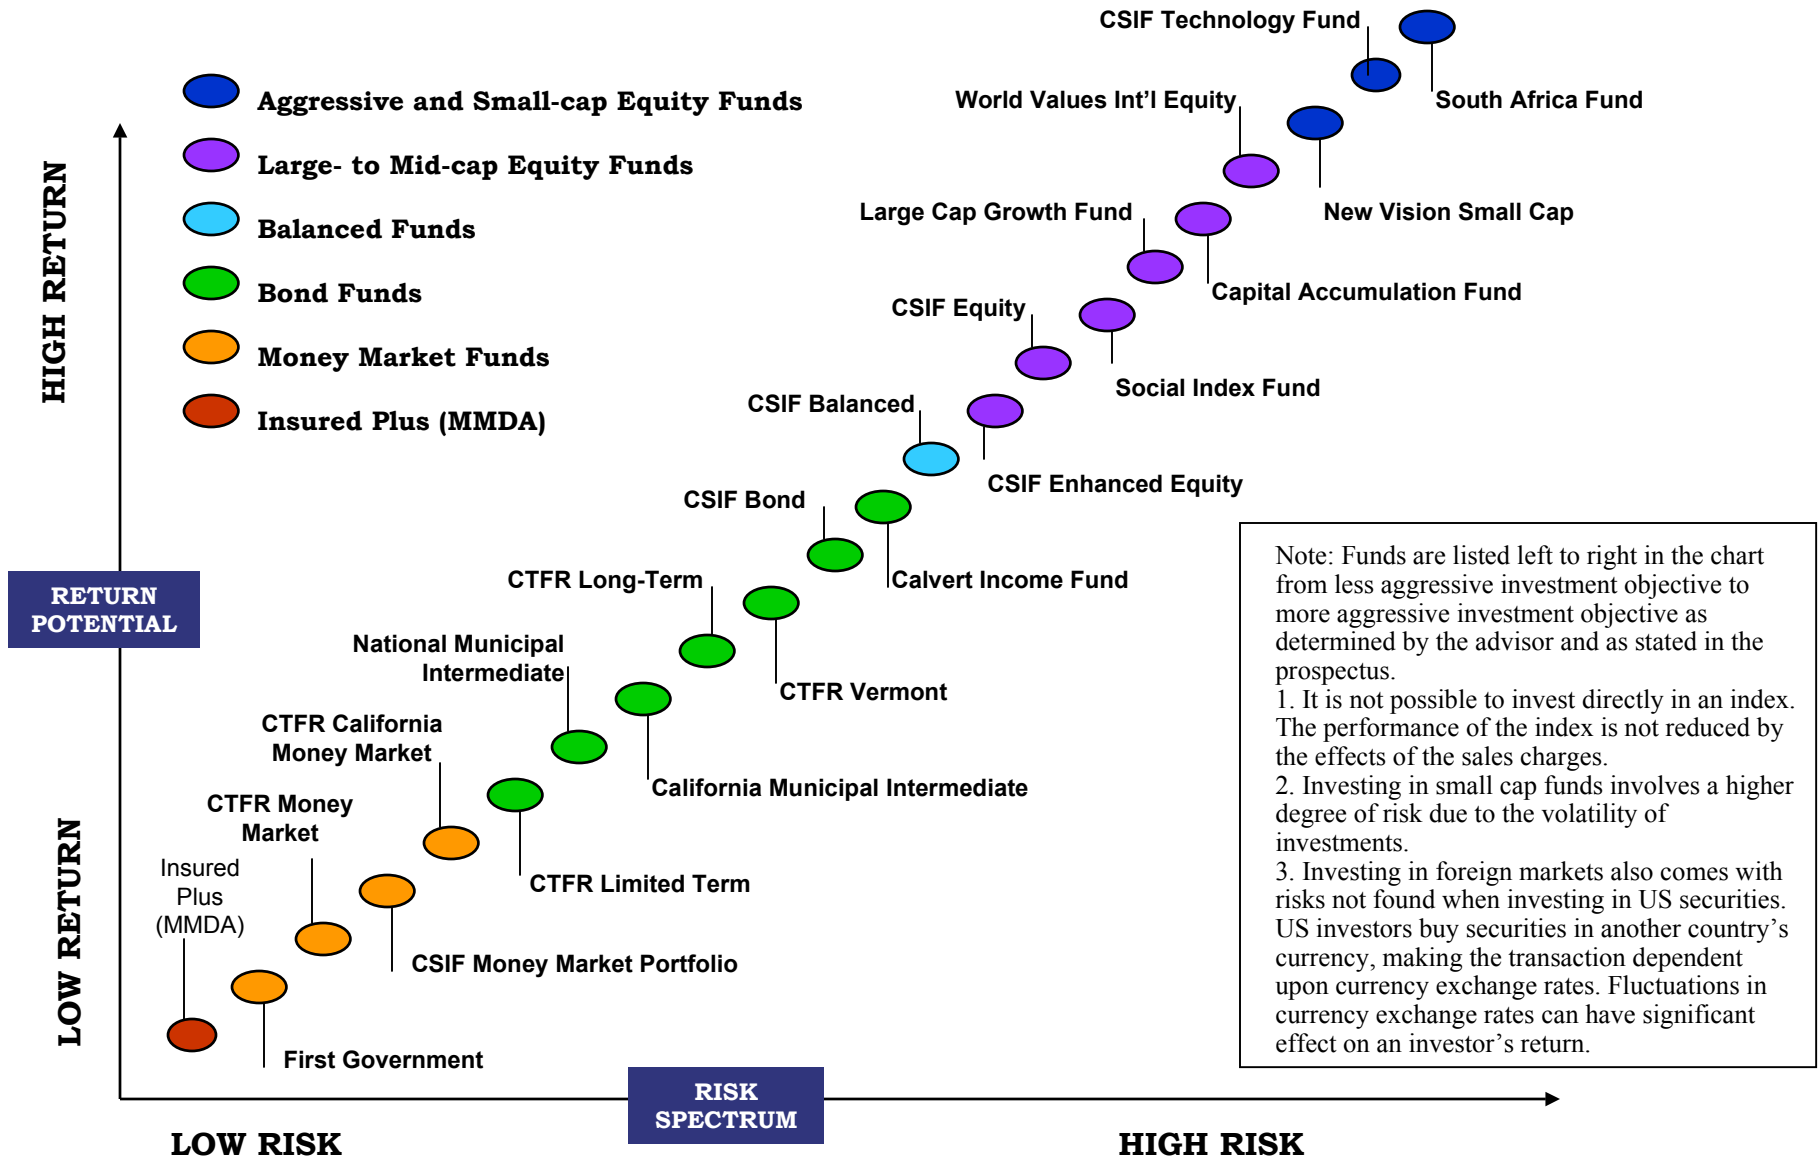 CSIF Technology Fund
Aggressive and Small-cap Equity Funds
World Values Int'l Equity
South Africa Fund
Large- to Mid-cap Equity Funds
Large Cap Growth Fund
New Vision Small Cap
Balanced Funds
HIGH RETURN
Bond Funds
Capital Accumulation Fund
CSIF Equity
Money Market Funds
Social Index Fund
CSIF Balanced
Insured Plus (MMDA)
CSIF Enhanced Equity
CSIF Bond
CTFR Long-Term
Calvert Income Fund
RETURN
POTENTIAL
National Municipal
Intermediate
CTFR Vermont
CTFR California
Money Market
California Municipal Intermediate
CTFR Money
Market
LOW RETURN
Insured
Plus
(MMDA)
CTFR Limited Term
CSIF Money Market Portfolio
First Government
Note: Funds are listed left to right in the chart
from less aggressive investment objective to
more aggressive investment objective as
determined by the advisor and as stated in the
prospectus.
1. It is not possible to invest directly in an index.
The performance of the index is not reduced by
the effects of the sales charges.
2. Investing in small cap funds involves a higher
degree of risk due to the volatility of
investments.
3. Investing in foreign markets also comes with
risks not found when investing in US securities.
US investors buy securities in another country's
currency, making the transaction dependent
upon currency exchange rates. Fluctuations in
currency exchange rates can have significant
effect on an investor's return.
RISK
SPECTRUM
LOW RISK
HIGH RISK